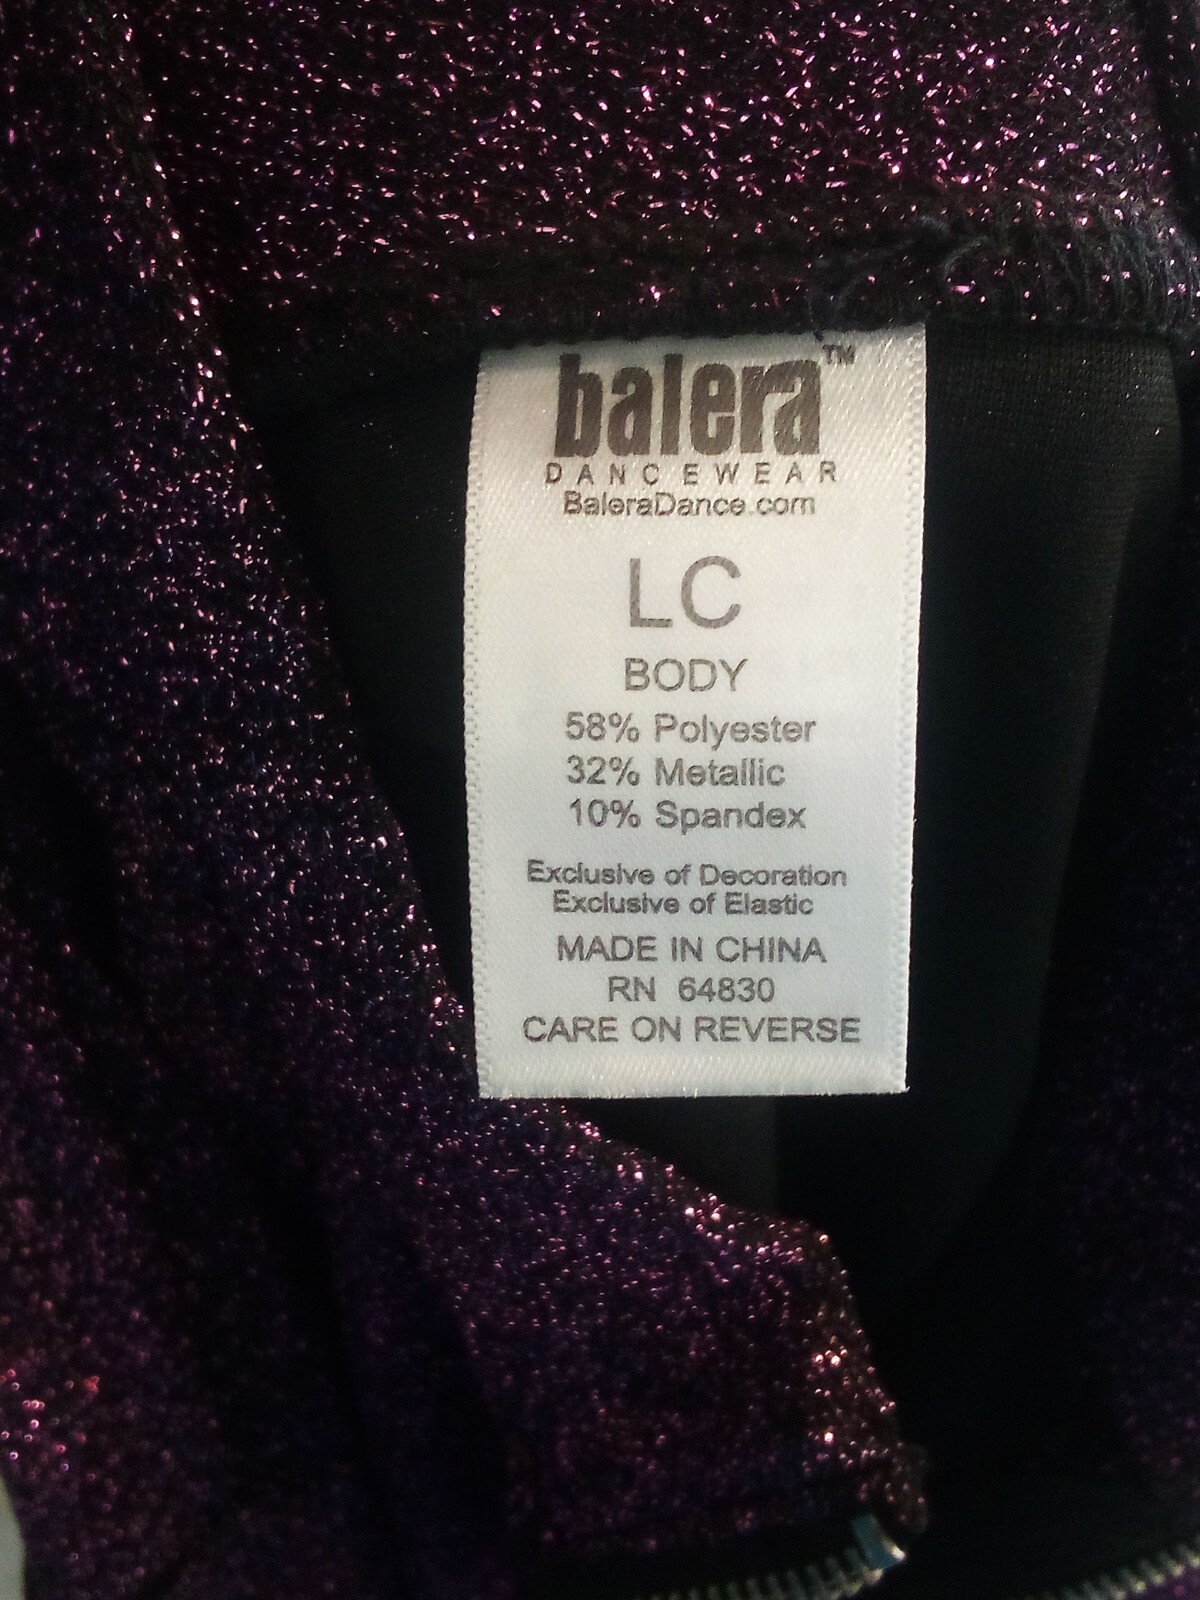 balera™
DANCEWEAR
BaleraDance.com
LC
BODY
58% Polyester
32% Metallic
10% Spandex
Exclusive of Decoration
Exclusive of Elastic
MADE IN CHINA
RN 64830
CARE ON REVERSE